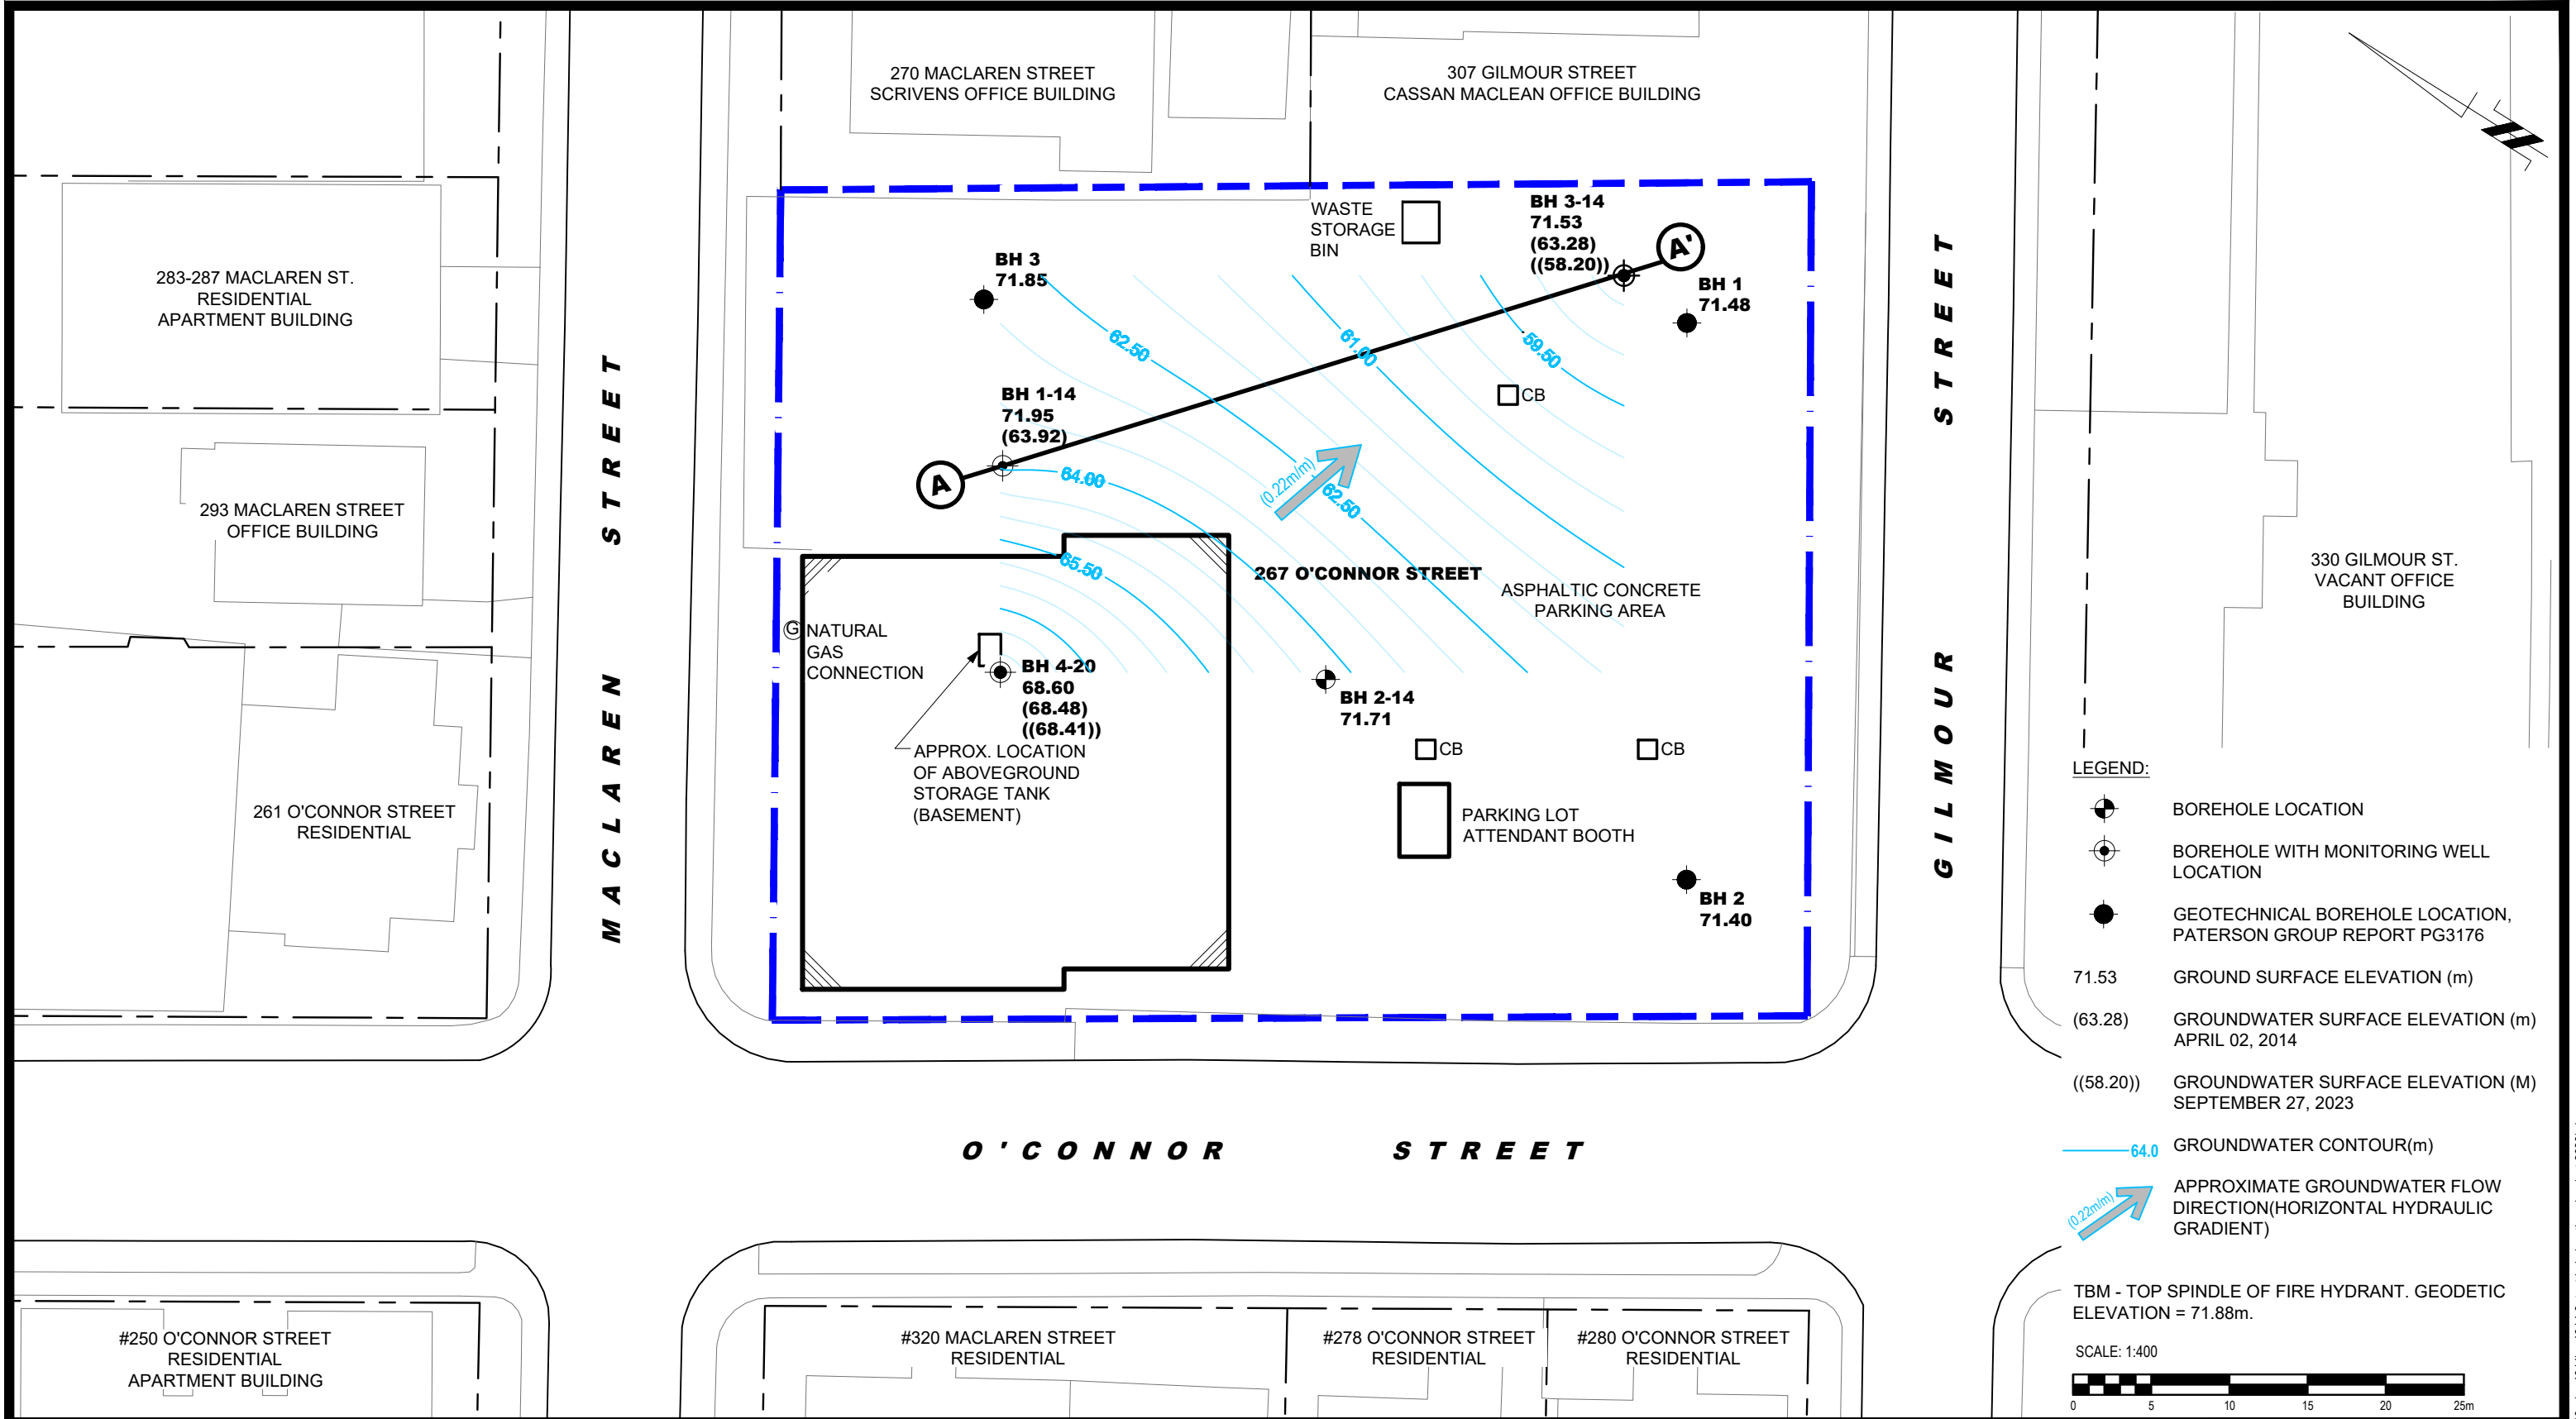 270 MACLAREN STREET
SCRIVENS OFFICE BUILDING
307 GILMOUR STREET
CASSAN MACLEAN OFFICE BUILDING
283-287 MACLAREN ST.
RESIDENTIAL
APARTMENT BUILDING
293 MACLAREN STREET
OFFICE BUILDING
261 O'CONNOR STREET
RESIDENTIAL
MACLAREN STREET
WASTE
STORAGE
BIN
BH 3-14
71.53
(63.28)
((58.20))
A'
BH 1
71.48
BH 3
71.85
62.50
61.00
59.50
CB
BH 1-14
71.95
(63.92)
A
64.00
(0.22m/m)
62.50
65.50
267 O'CONNOR STREET
ASPHALTIC CONCRETE
PARKING AREA
G
NATURAL
GAS
CONNECTION
BH 4-20
68.60
(68.48)
((68.41))
APPROX. LOCATION
OF ABOVEGROUND
STORAGE TANK
(BASEMENT)
BH 2-14
71.71
CB
CB
PARKING LOT
ATTENDANT BOOTH
BH 2
71.40
GILMOUR STREET
330 GILMOUR ST.
VACANT OFFICE
BUILDING
O'CONNOR STREET
#250 O'CONNOR STREET
RESIDENTIAL
APARTMENT BUILDING
#320 MACLAREN STREET
RESIDENTIAL
#278 O'CONNOR STREET
RESIDENTIAL
#280 O'CONNOR STREET
RESIDENTIAL
LEGEND:
BOREHOLE LOCATION
BOREHOLE WITH MONITORING WELL
LOCATION
GEOTECHNICAL BOREHOLE LOCATION,
PATERSON GROUP REPORT PG3176
71.53 GROUND SURFACE ELEVATION (m)
(63.28) GROUNDWATER SURFACE ELEVATION (m)
APRIL 02, 2014
((58.20)) GROUNDWATER SURFACE ELEVATION (M)
SEPTEMBER 27, 2023
64.0 GROUNDWATER CONTOUR(m)
(0.22m/m)
APPROXIMATE GROUNDWATER FLOW
DIRECTION(HORIZONTAL HYDRAULIC
GRADIENT)
TBM - TOP SPINDLE OF FIRE HYDRANT. GEODETIC
ELEVATION = 71.88m.
SCALE: 1:400
0 5 10 15 20 25m